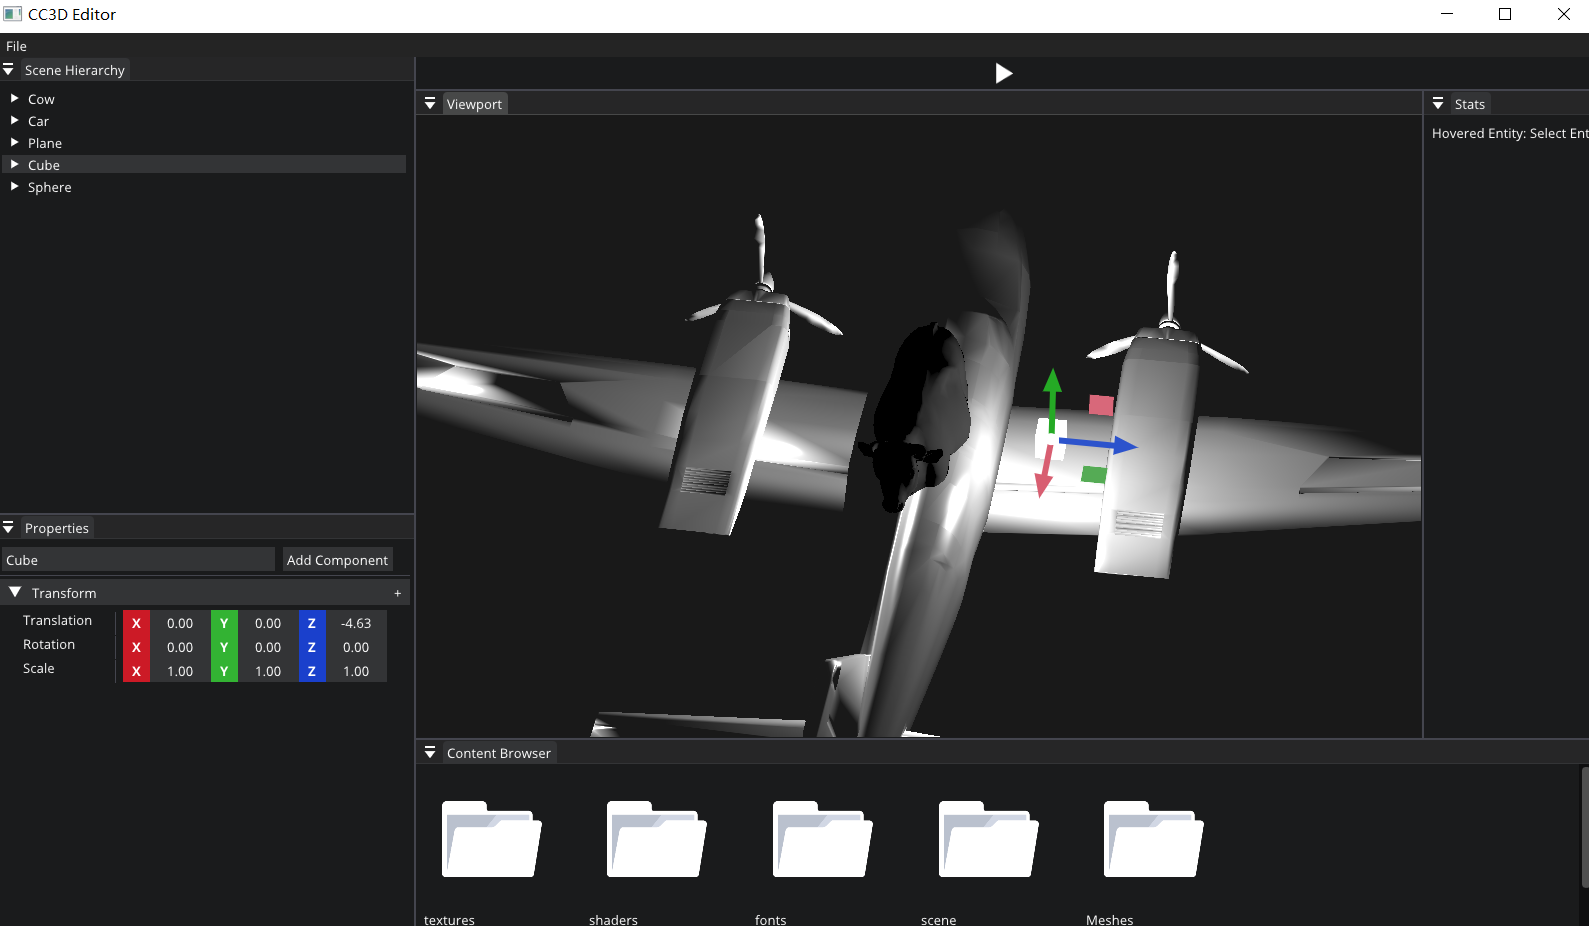 CC3D Editor
File
Scene Hierarchy
Cow
Car
Plane
Cube
Sphere
Viewport
Stats
Hovered Entity: Select Ent
Properties
Cube
Add Component
Transform +
Translation X 0.00 Y 0.00 Z -4.63
Rotation X 0.00 Y 0.00 Z 0.00
Scale X 1.00 Y 1.00 Z 1.00
Content Browser
textures shaders fonts scene Meshes